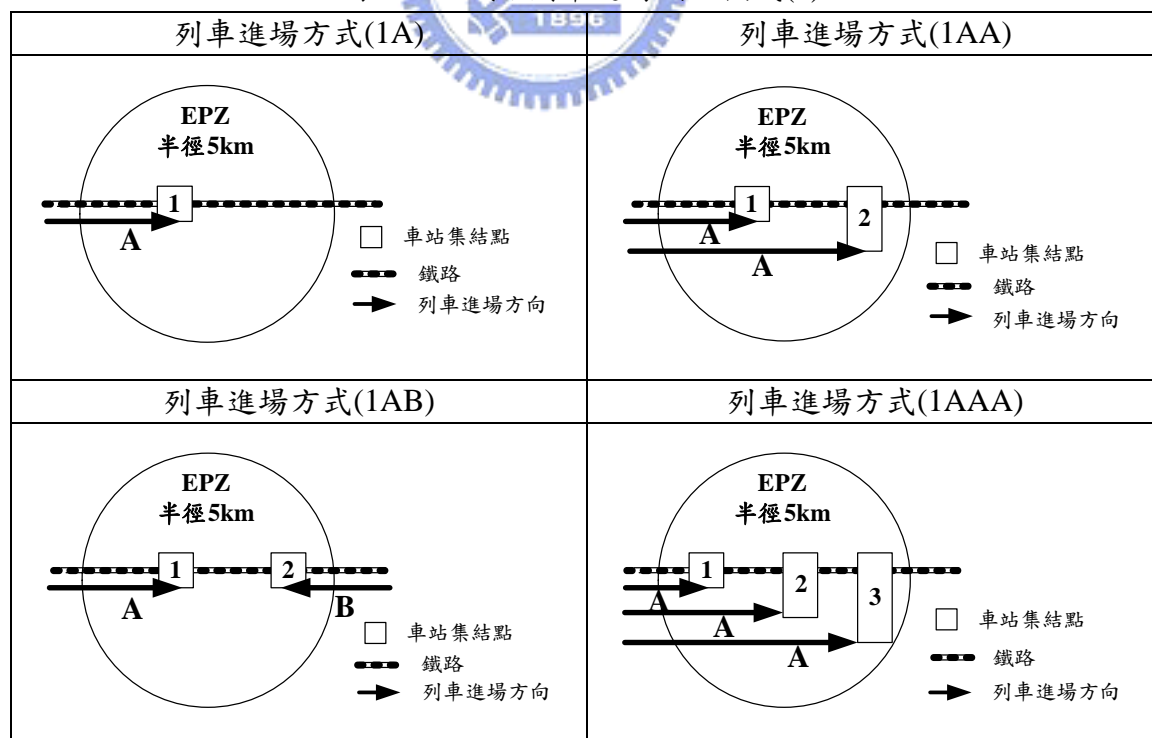 1896
列車進場方式(1A)
列車進場方式(1AA)
EPZ
半徑5km
1
A
車站集結點
鐵路
列車進場方向
EPZ
半徑5km
1
2
A
A
車站集結點
鐵路
列車進場方向
列車進場方式(1AB)
列車進場方式(1AAA)
EPZ
半徑5km
1
2
A
B
車站集結點
鐵路
列車進場方向
EPZ
半徑5km
1
2
3
A
A
A
車站集結點
鐵路
列車進場方向